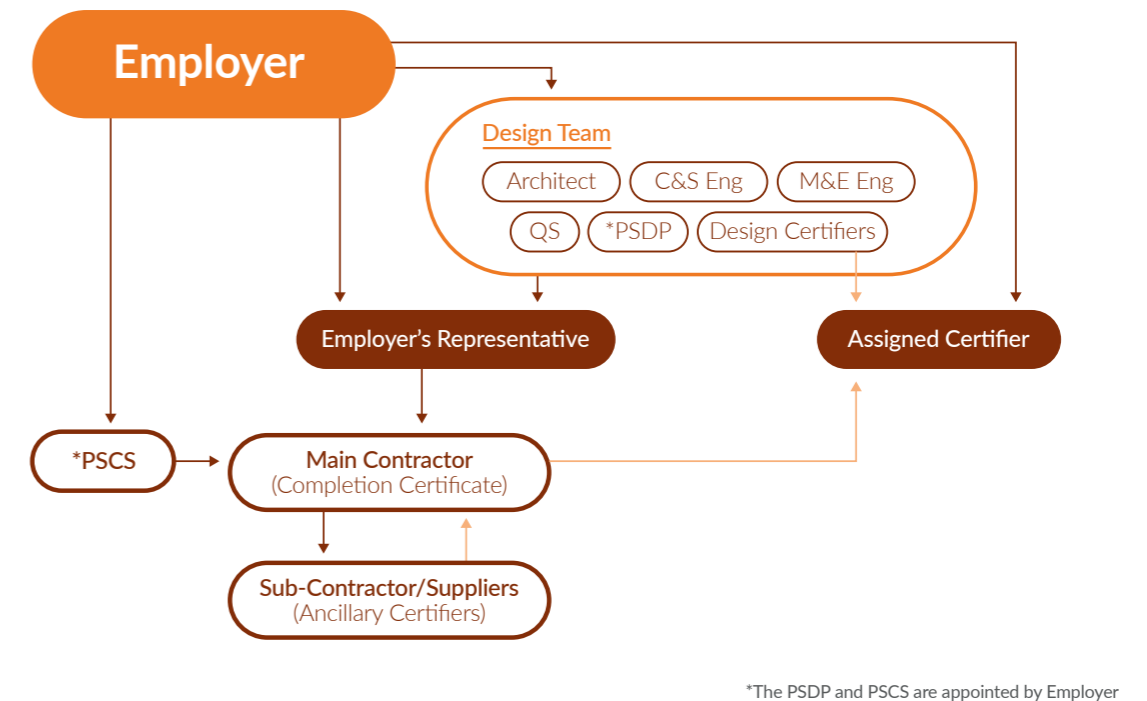 Employer
Design Team
Architect
C&S Eng
M&E Eng
QS
*PSDP
Design Certifiers
Employer's Representative
Assigned Certifier
*PSCS
Main Contractor
(Completion Certificate)
Sub-Contractor/Suppliers
(Ancillary Certifiers)
*The PSDP and PSCS are appointed by Employer